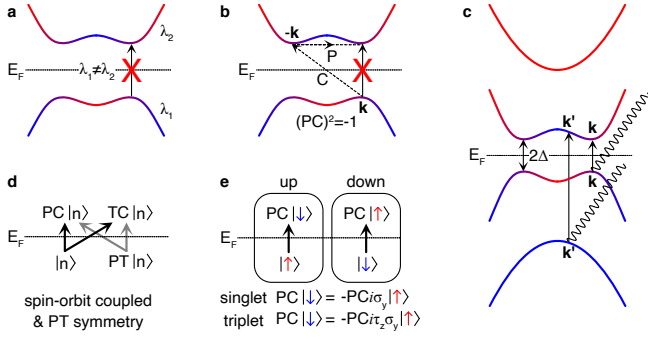 a
λ₂
E_F
λ₁≠λ₂
λ₁
b
-k
P
C
k
(PC)²=-1
c
k'
k
E_F
2Δ
k
k'
d
PC|n⟩ TC|n⟩
E_F
|n⟩ PT|n⟩
spin-orbit coupled
& PT symmetry
e
up down
PC|↓⟩ PC|↑⟩
E_F
|↑⟩ |↓⟩
singlet PC|↓⟩ = -PCiσ_y|↑⟩
triplet PC|↓⟩ = -PCiτ_zσ_y|↑⟩